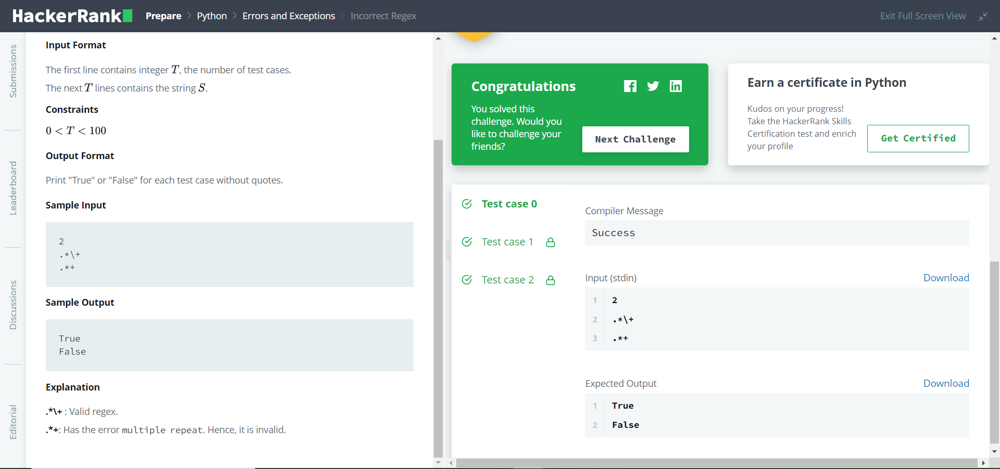 HackerRank
Prepare > Python > Errors and Exceptions > Incorrect Regex
Exit Full Screen View
Submissions
Leaderboard
Discussions
Editorial
Input Format
The first line contains integer T, the number of test cases.
The next T lines contains the string S.
Constraints
0 < T < 100
Output Format
Print "True" or "False" for each test case without quotes.
Sample Input
2
.*\+
.*+
Sample Output
True
False
Explanation
.*\+ : Valid regex.
.*+: Has the error multiple repeat. Hence, it is invalid.
Congratulations
You solved this
challenge. Would you
like to challenge your
friends?
Next Challenge
Earn a certificate in Python
Kudos on your progress!
Take the HackerRank Skills
Certification test and enrich
your profile
Get Certified
Test case 0
Test case 1
Test case 2
Compiler Message
Success
Input (stdin)
Download
1 2
2 .*\+
3 .*+
Expected Output
Download
1 True
2 False